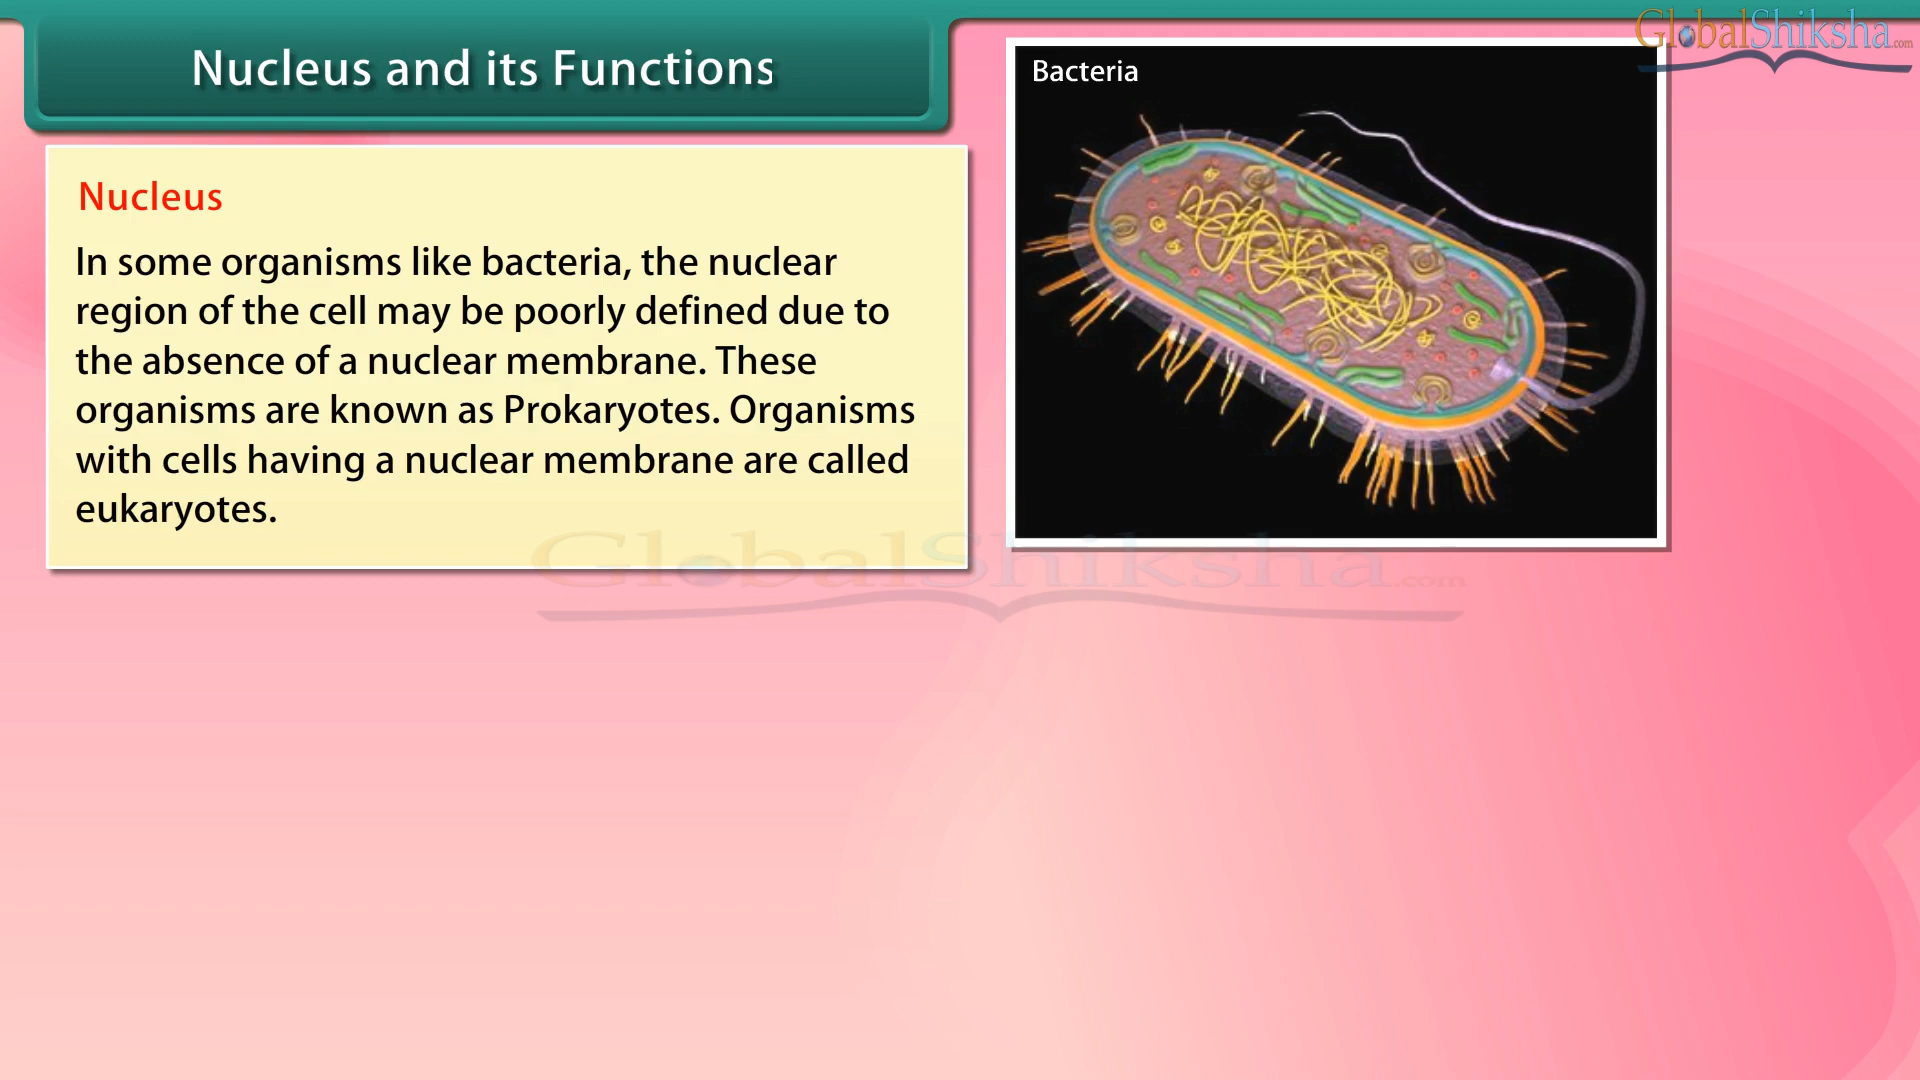 Nucleus and its Functions
GlobalShiksha.com
Bacteria
Nucleus
In some organisms like bacteria, the nuclear
region of the cell may be poorly defined due to
the absence of a nuclear membrane. These
organisms are known as Prokaryotes. Organisms
with cells having a nuclear membrane are called
eukaryotes.
GlobalShiksha.com